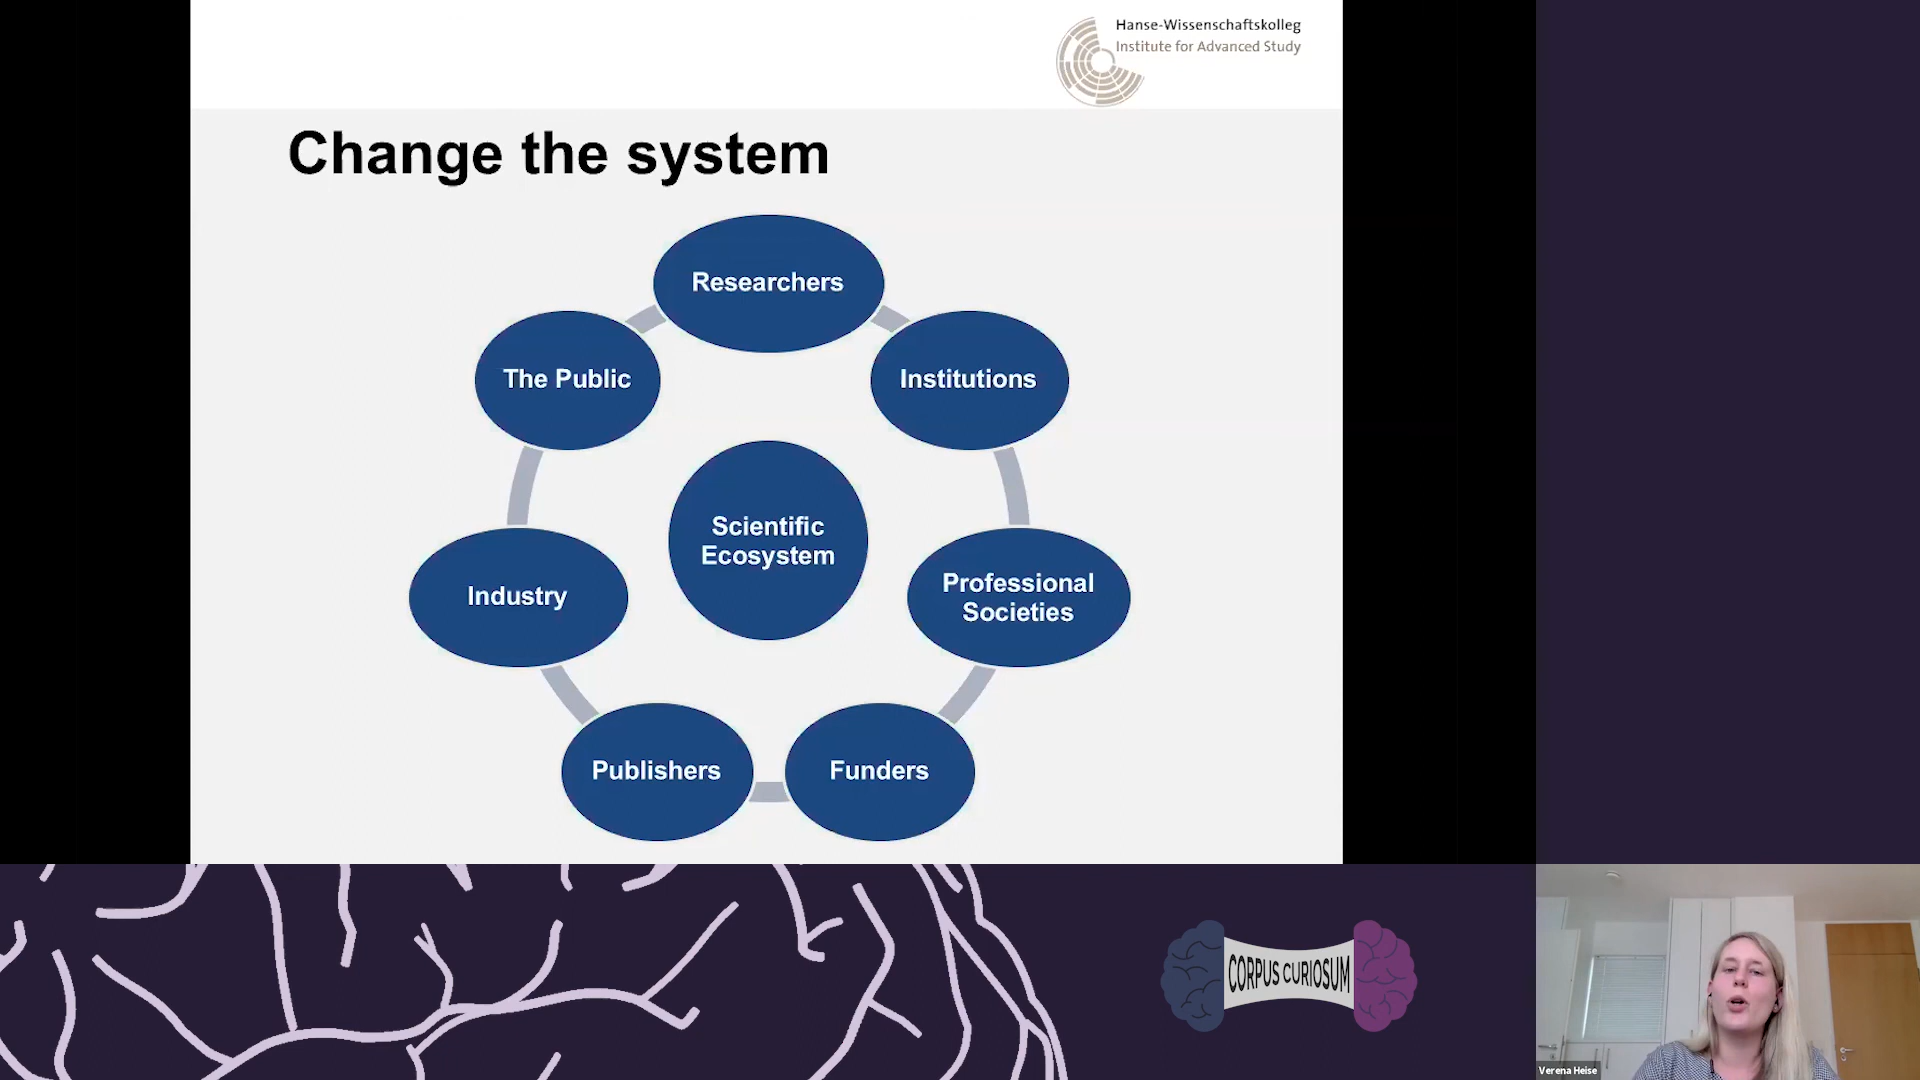 Hanse-Wissenschaftskolleg
Institute for Advanced Study
Change the system
Researchers
The Public
Institutions
Scientific
Ecosystem
Industry
Professional
Societies
Publishers
Funders
CORPUS CURIOSUM
Verena Heise